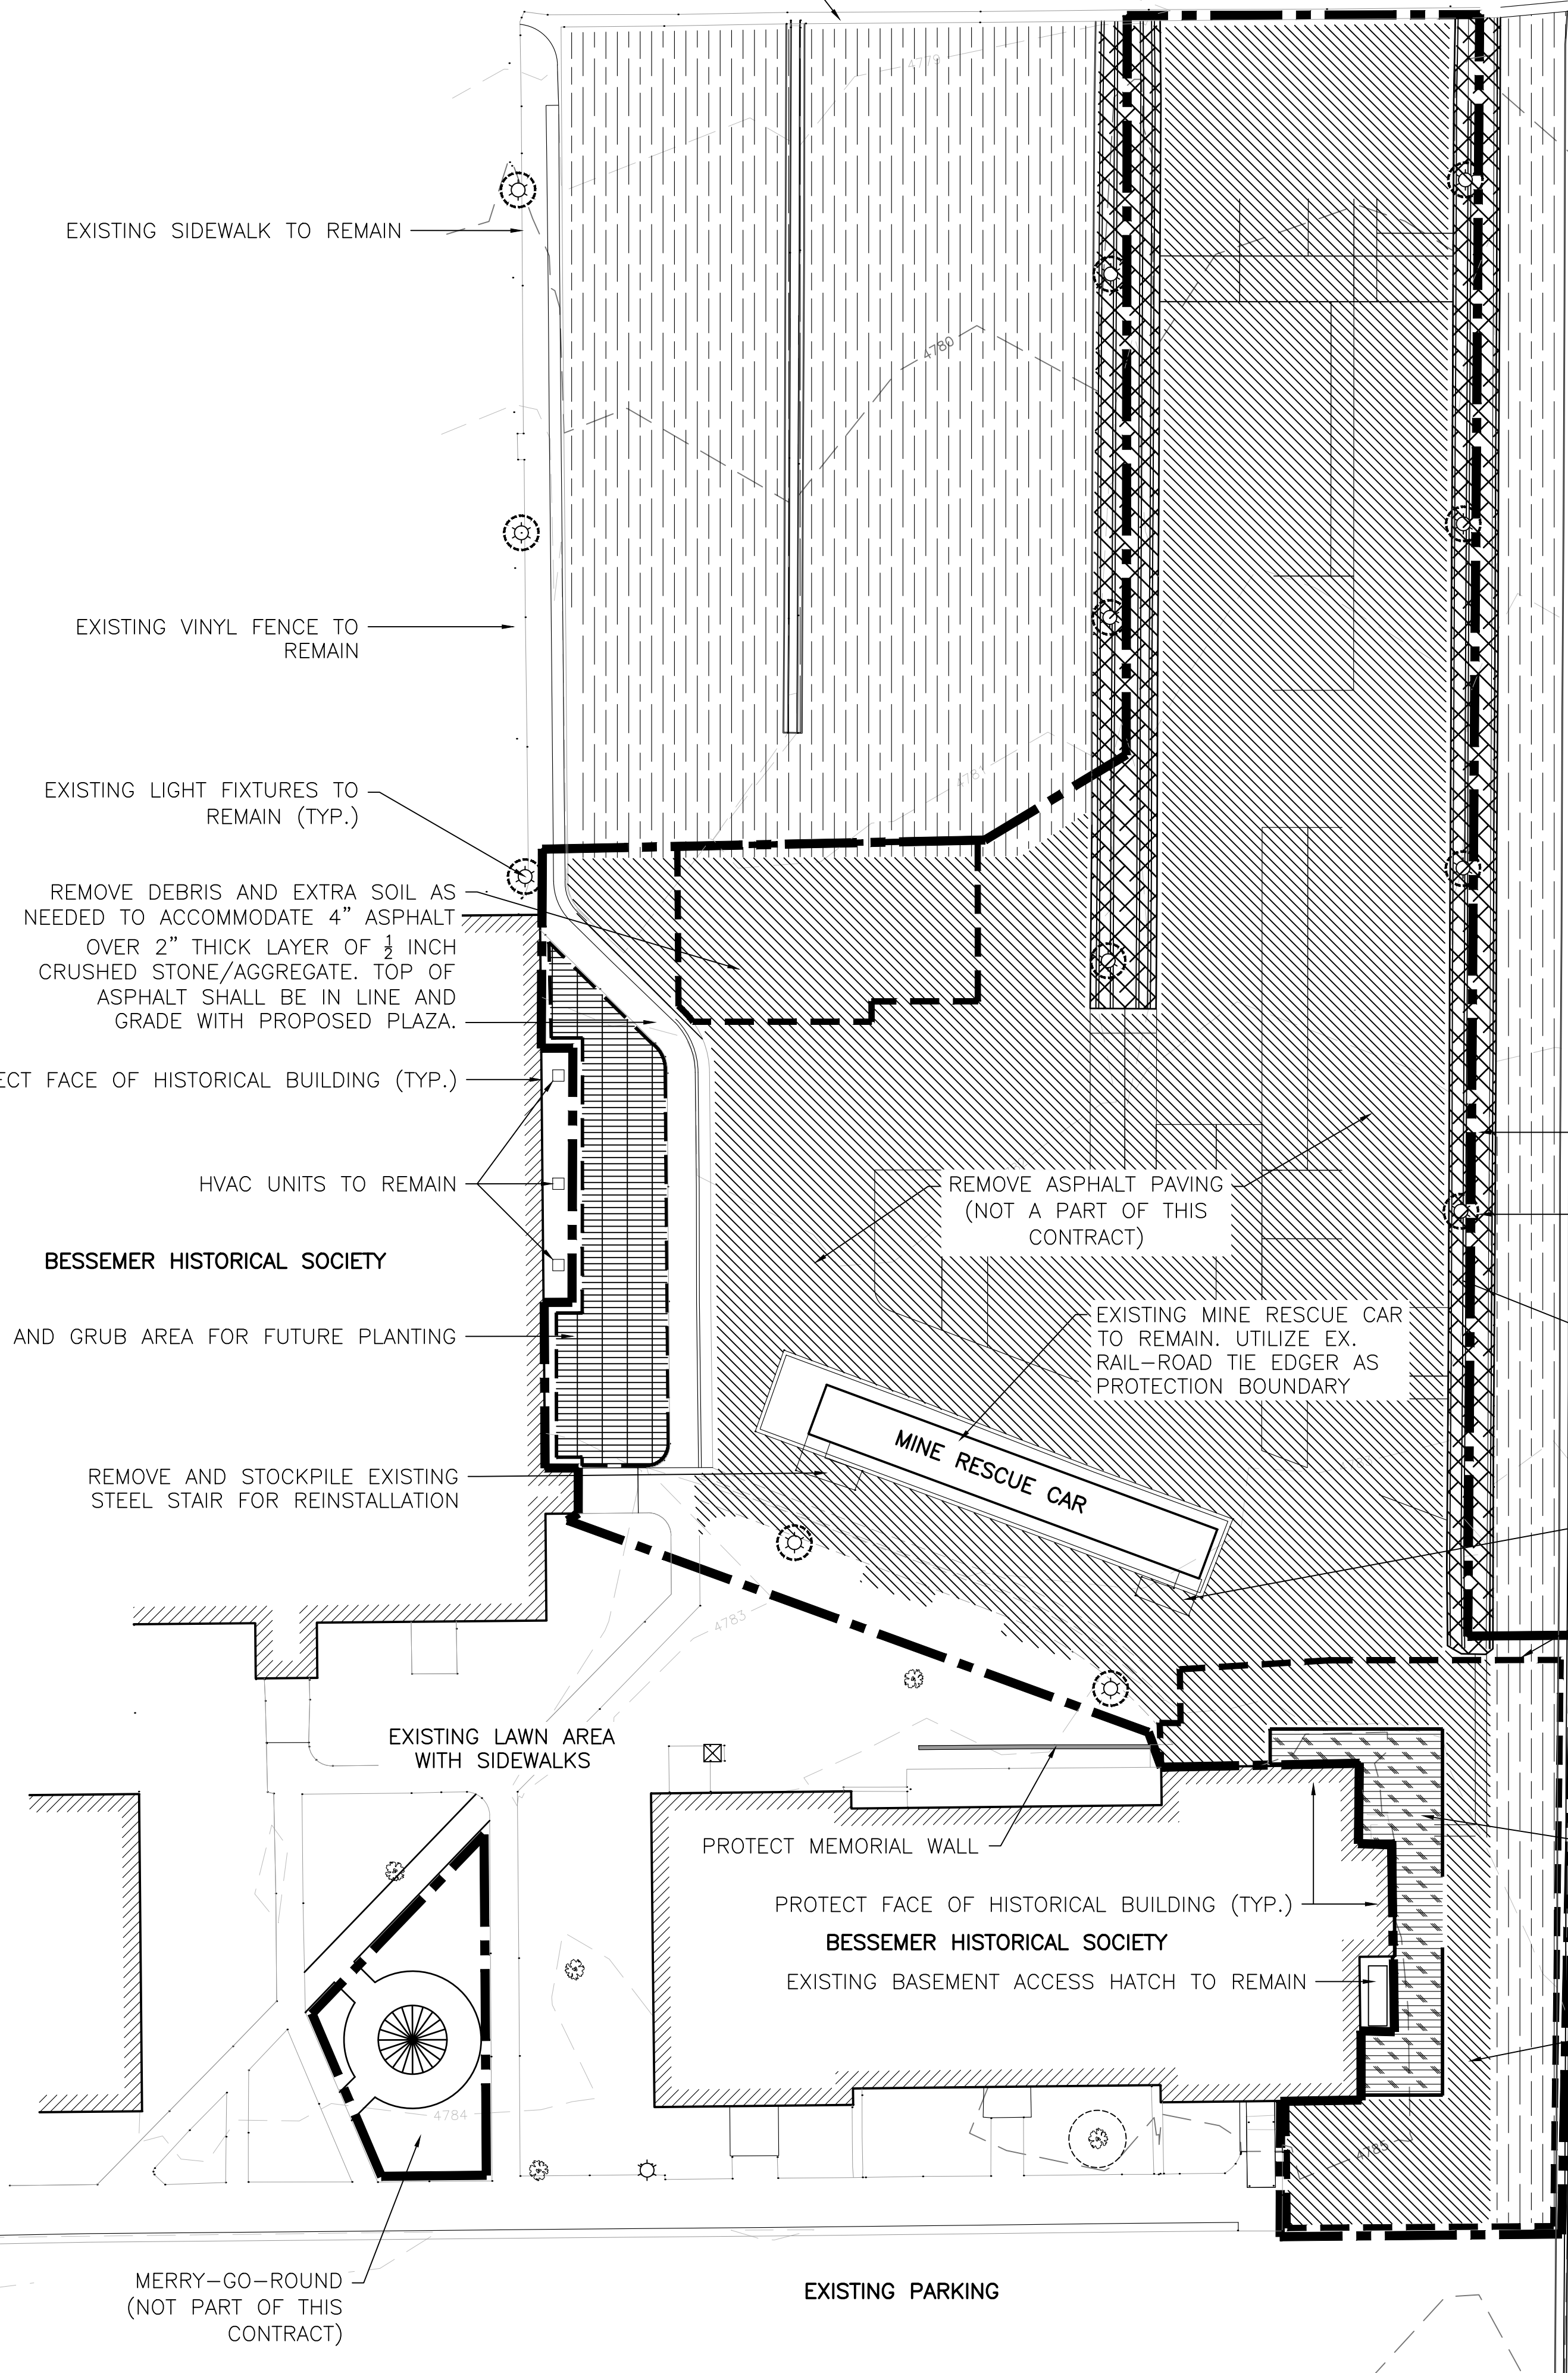 4779
EXISTING SIDEWALK TO REMAIN
4780
EXISTING VINYL FENCE TO
REMAIN
4781
EXISTING LIGHT FIXTURES TO
REMAIN (TYP.)
REMOVE DEBRIS AND EXTRA SOIL AS
NEEDED TO ACCOMMODATE 4” ASPHALT
OVER 2” THICK LAYER OF ½ INCH
CRUSHED STONE/AGGREGATE. TOP OF
ASPHALT SHALL BE IN LINE AND
GRADE WITH PROPOSED PLAZA.
ECT FACE OF HISTORICAL BUILDING (TYP.)
HVAC UNITS TO REMAIN
REMOVE ASPHALT PAVING
(NOT A PART OF THIS
CONTRACT)
BESSEMER HISTORICAL SOCIETY
AND GRUB AREA FOR FUTURE PLANTING
EXISTING MINE RESCUE CAR
TO REMAIN. UTILIZE EX.
RAIL-ROAD TIE EDGER AS
PROTECTION BOUNDARY
MINE RESCUE CAR
REMOVE AND STOCKPILE EXISTING
STEEL STAIR FOR REINSTALLATION
4783
EXISTING LAWN AREA
WITH SIDEWALKS
PROTECT MEMORIAL WALL
PROTECT FACE OF HISTORICAL BUILDING (TYP.)
BESSEMER HISTORICAL SOCIETY
EXISTING BASEMENT ACCESS HATCH TO REMAIN
4784
4785
MERRY-GO-ROUND
(NOT PART OF THIS
CONTRACT)
EXISTING PARKING